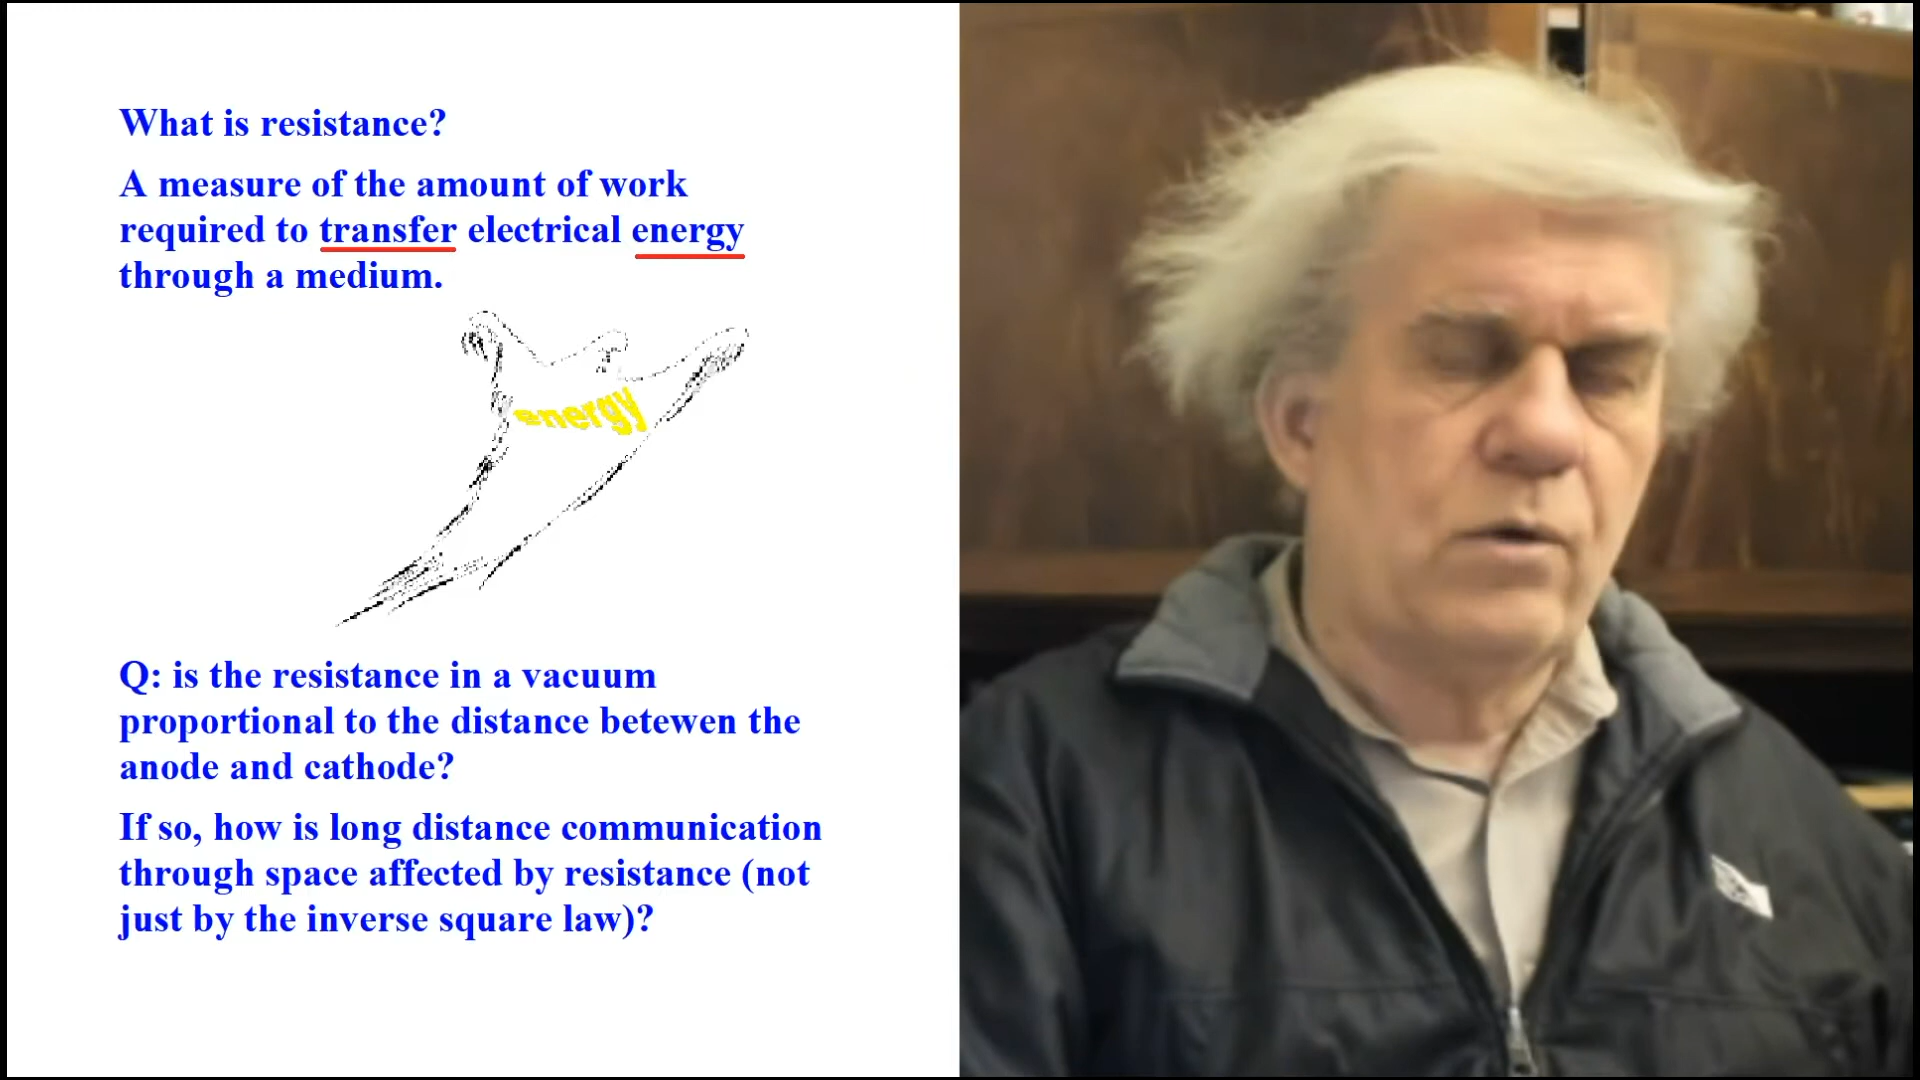 What is resistance?
A measure of the amount of work
required to transfer electrical energy
through a medium.
energy
Q: is the resistance in a vacuum
proportional to the distance betewen the
anode and cathode?
If so, how is long distance communication
through space affected by resistance (not
just by the inverse square law)?